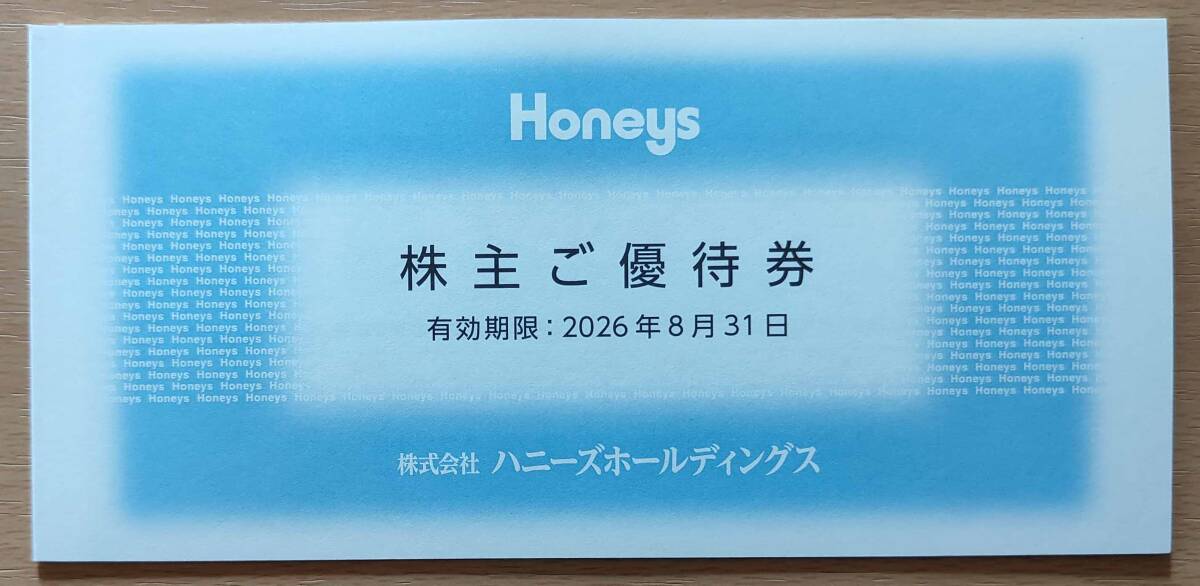 Honeys
株主ご優待券
有効期限：2026年8月31日
株式会社 ハニーズホールディングス